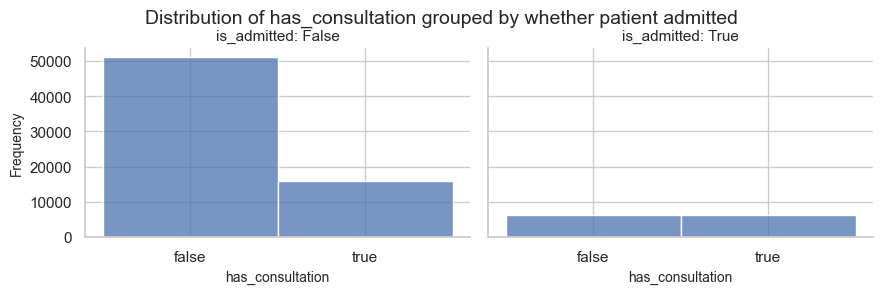 Distribution of has_consultation grouped by whether patient admitted
is_admitted: False
is_admitted: True
50000
40000
30000
20000
10000
0
Frequency
false true
has_consultation
false true
has_consultation